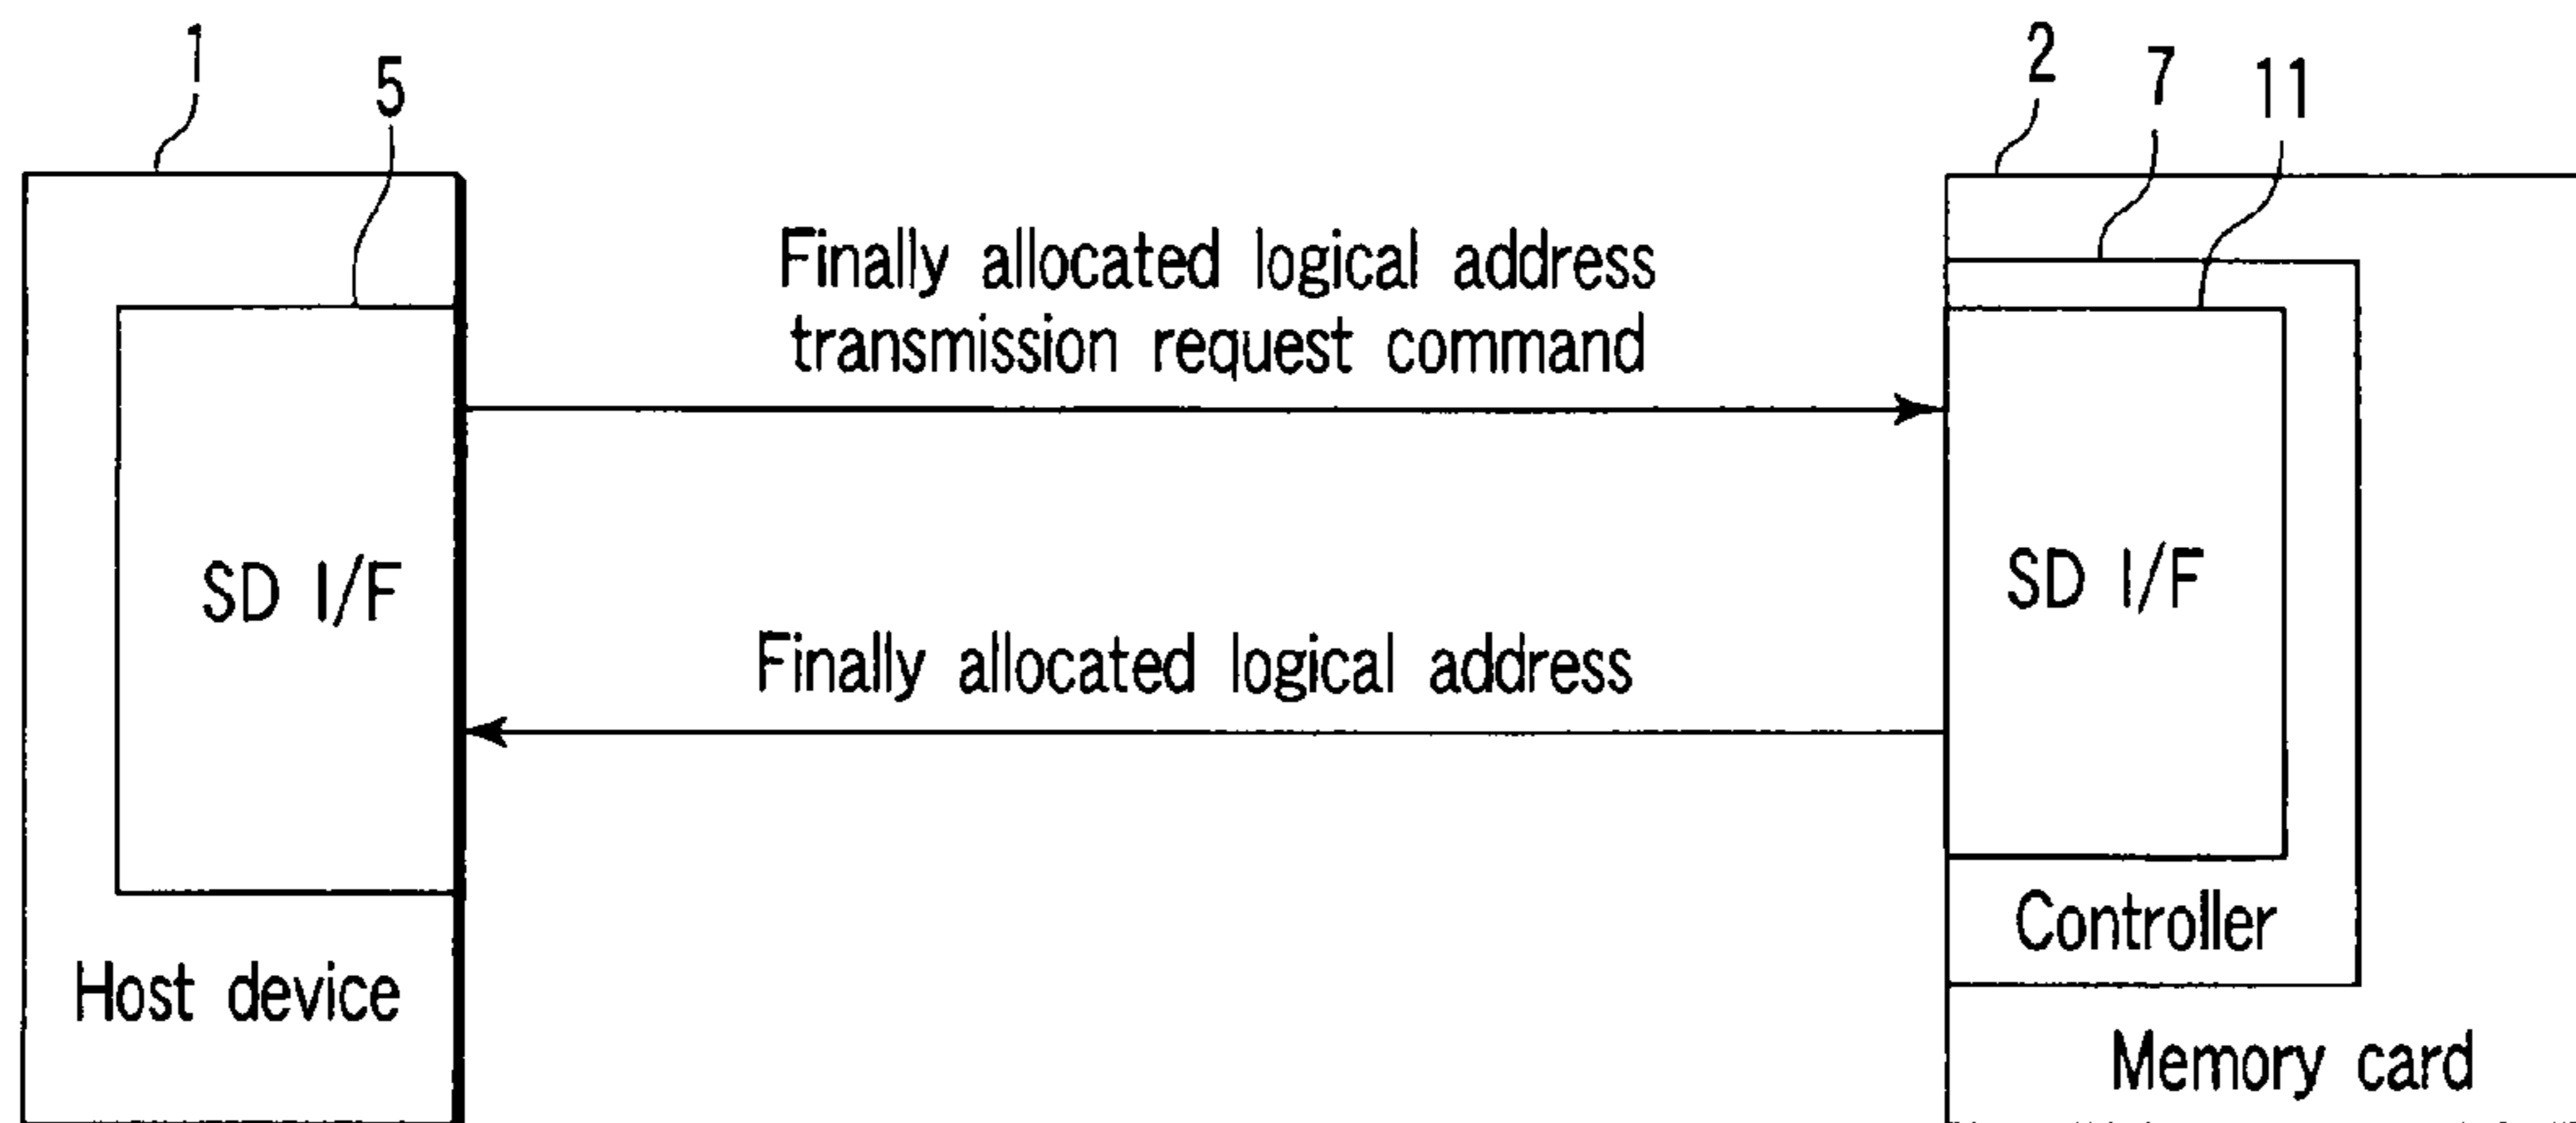 1
5
2
7
11
Finally allocated logical address
transmission request command
SD I/F
SD I/F
Finally allocated logical address
Controller
Host device
Memory card